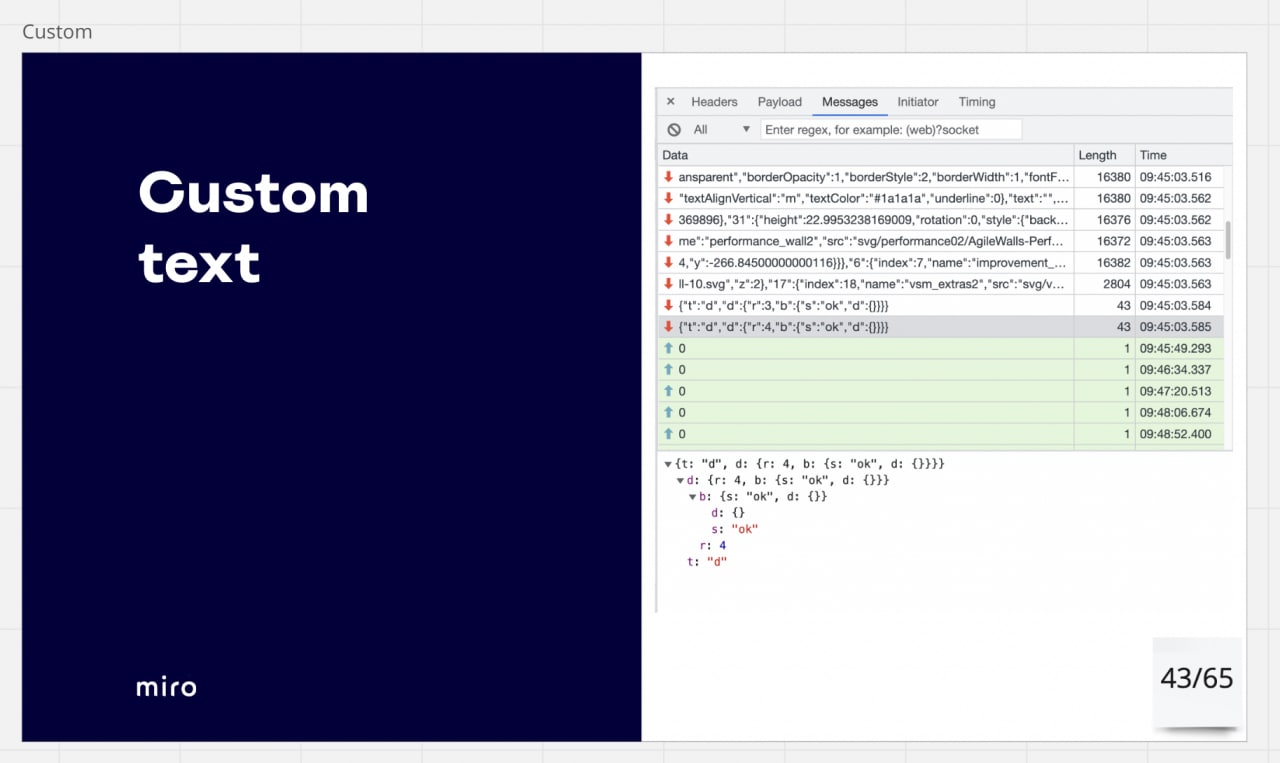 Custom
Custom
text
miro
× Headers Payload Messages Initiator Timing
All Enter regex, for example: (web)?socket
Data Length Time
ansparent","borderOpacity":1,"borderStyle":2,"borderWidth":1,"fontF... 16380 09:45:03.516
"textAlignVertical":"m","textColor":"#1a1a1a","underline":0},"text":"",... 16380 09:45:03.562
369896},"31":{"height":22.9953238169009,"rotation":0,"style":{"back... 16376 09:45:03.562
me":"performance_wall2","src":"svg/performance02/AgileWalls-Perf... 16372 09:45:03.563
4,"y":-266.84500000000116}}},"6":{"index":7,"name":"improvement_... 16382 09:45:03.563
ll-10.svg","z":2},"17":{"index":18,"name":"vsm_extras2","src":"svg/v... 2804 09:45:03.563
{"t":"d","d":{"r":3,"b":{"s":"ok","d":{}}}} 43 09:45:03.584
{"t":"d","d":{"r":4,"b":{"s":"ok","d":{}}}} 43 09:45:03.585
0 1 09:45:49.293
0 1 09:46:34.337
0 1 09:47:20.513
0 1 09:48:06.674
0 1 09:48:52.400
{t: "d", d: {r: 4, b: {s: "ok", d: {}}}}
d: {r: 4, b: {s: "ok", d: {}}}
b: {s: "ok", d: {}}
d: {}
s: "ok"
r: 4
t: "d"
43/65